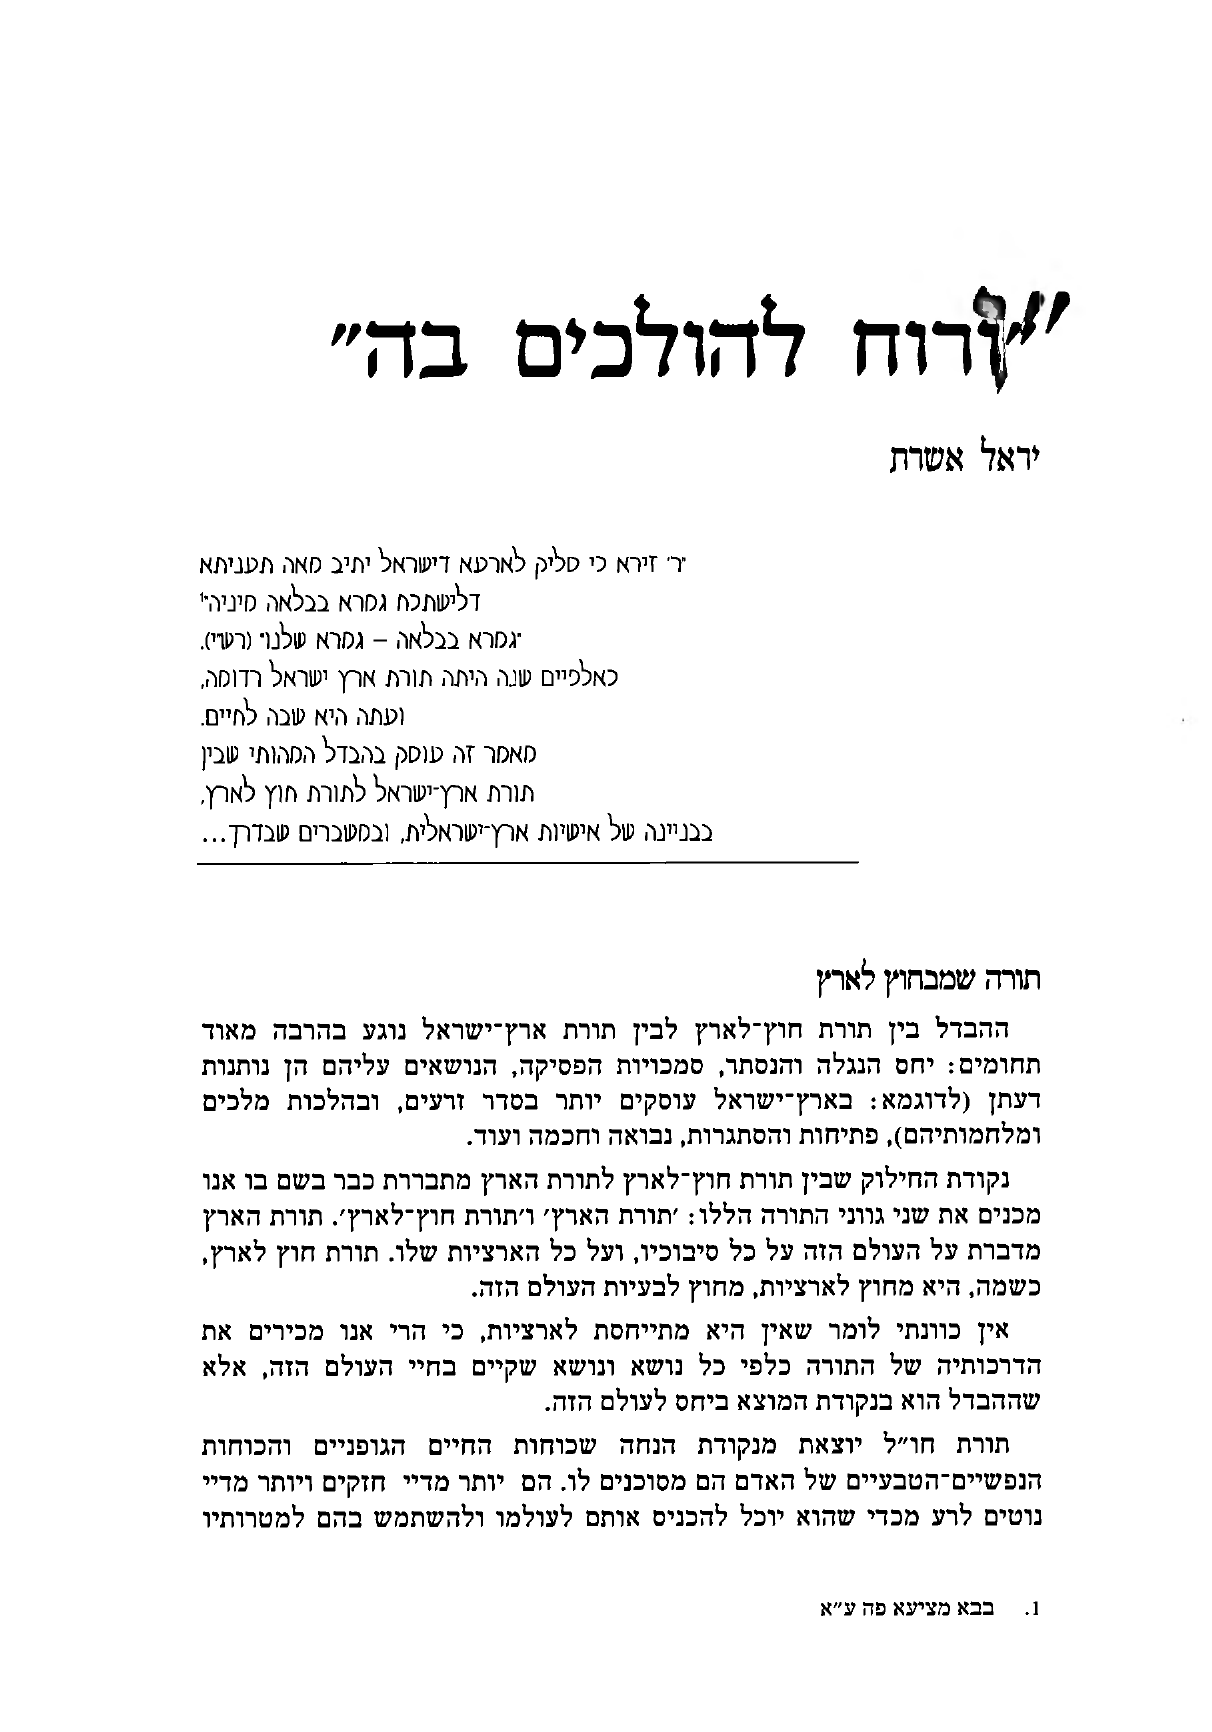 "ורוח להולכים בה"
יראל אשרת
"ר' זירא כי סליק לארעא דישראל יתיב מאה תעניתא
דלישתכח גמרא בבלאה מיניה"1
"גמרא בבלאה – גמרא שלנו" (רש"י).
כאלפיים שנה היתה תורת ארץ ישראל רדומה,
ועתה היא שבה לחיים.
מאמר זה עוסק בהבדל המהותי שבין
תורת ארץ־ישראל לתורת חוץ לארץ,
בבניינה של אישיות ארץ־ישראלית, ובמשברים שבדרך...
תורה שמבחוץ לארץ
ההבדל בין תורת חוץ־לארץ לבין תורת ארץ־ישראל נוגע בהרבה מאוד
תחומים: יחס הנגלה והנסתר, סמכויות הפסיקה, הנושאים עליהם הן נותנות
דעתן (לדוגמא: בארץ־ישראל עוסקים יותר בסדר זרעים, ובהלכות מלכים
ומלחמותיהם), פתיחות והסתגרות, נבואה וחכמה ועוד.
נקודת החילוק שבין תורת חוץ־לארץ לתורת הארץ מתבררת כבר בשם בו אנו
מכנים את שני גווני התורה הללו: 'תורת הארץ' ו'תורת חוץ־לארץ'. תורת הארץ
מדברת על העולם הזה על כל סיבוכיו, ועל כל הארציות שלו. תורת חוץ לארץ,
כשמה, היא מחוץ לארציות, מחוץ לבעיות העולם הזה.
אין כוונתי לומר שאין היא מתייחסת לארציות, כי הרי אנו מכירים את
הדרכותיה של התורה כלפי כל נושא ונושא שקיים בחיי העולם הזה, אלא
שההבדל הוא בנקודת המוצא ביחס לעולם הזה.
תורת חו"ל יוצאת מנקודת הנחה שכוחות החיים הגופניים והכוחות
הנפשיים־הטבעיים של האדם הם מסוכנים לו. הם יותר מדיי חזקים ויותר מדיי
נוטים לרע מכדי שהוא יוכל להכניס אותם לעולמו ולהשתמש בהם למטרותיו
1. בבא מציעא פה ע"א